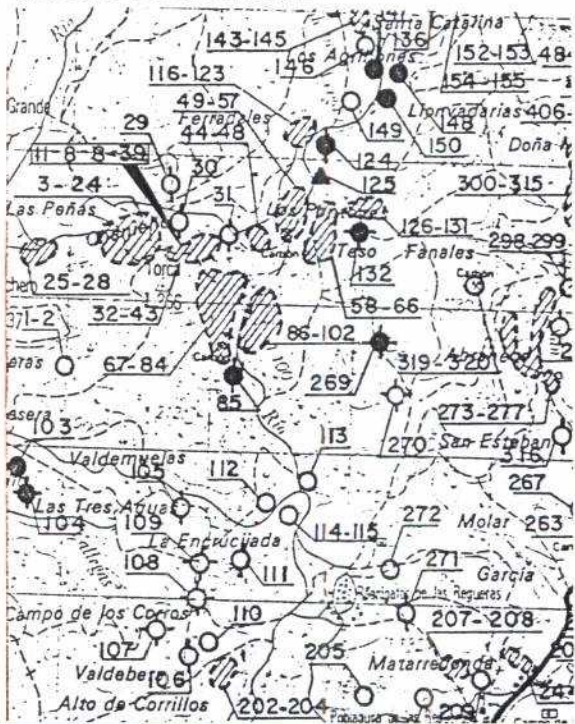 Santa Catalina
143-145
136
152-153
48-
146
Los
116-123
154-155
49-57
Ferradales
44-48
149
148
406
Grande
150
Doña
29
11-8-8-39
124
30
125
300-315
3-24
31
Las Peñas
126-131
298-299
Teso
Fanales
132
Carbón
25-28
Torca
58-66
32-43
1-2
86-102
67-84
319-320
eras
269
85
Río
273-277
270
San Esteban
316
esera
103
113
Valdemuelas
112
267
105
Las Tres Aguas
272
Molar
263
104
109
114-115
La Encrucijada
108
111
271
García
Campo de los Corros
110
207-208
107
205
Matarredonda
Valdebera
106
Alto de Corrillos
202-204
209-